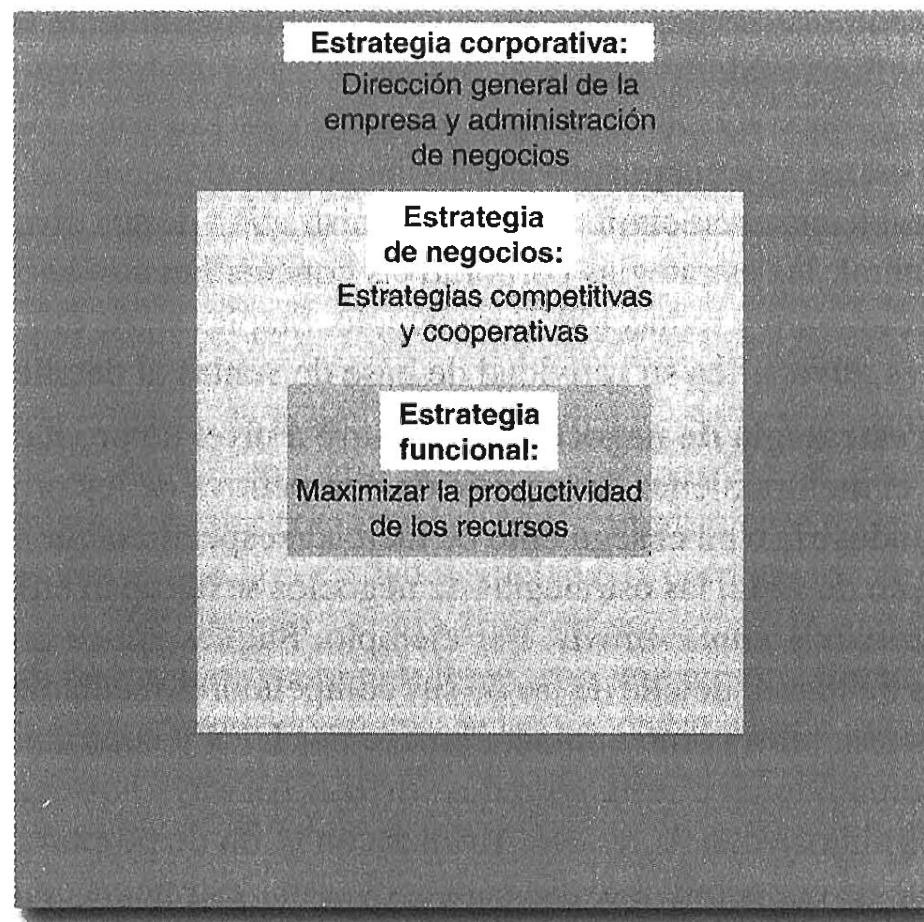 Estrategia corporativa:
Dirección general de la
empresa y administración
de negocios
Estrategia
de negocios:
Estrategias competitivas
y cooperativas
Estrategia
funcional:
Maximizar la productividad
de los recursos